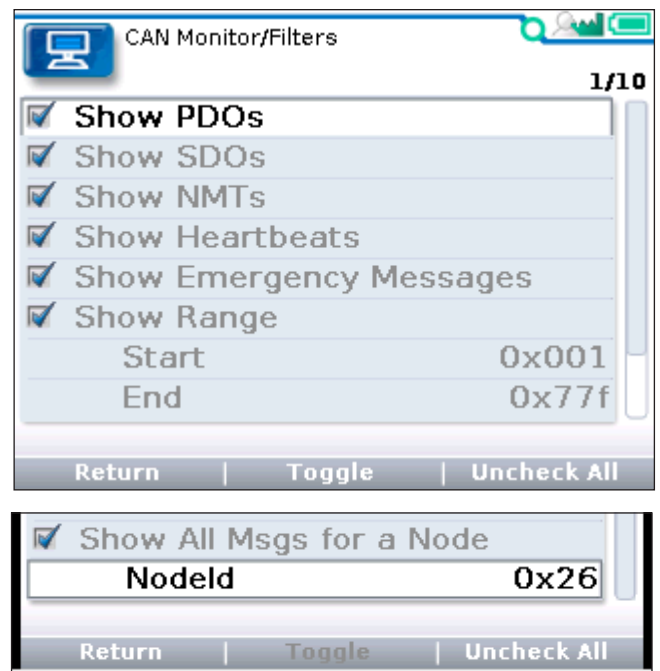 CAN Monitor/Filters
1/10
Show PDOs
Show SDOs
Show NMTs
Show Heartbeats
Show Emergency Messages
Show Range
Start 0x001
End 0x77f
Return | Toggle | Uncheck All
Show All Msgs for a Node
NodeId 0x26
Return | Toggle | Uncheck All